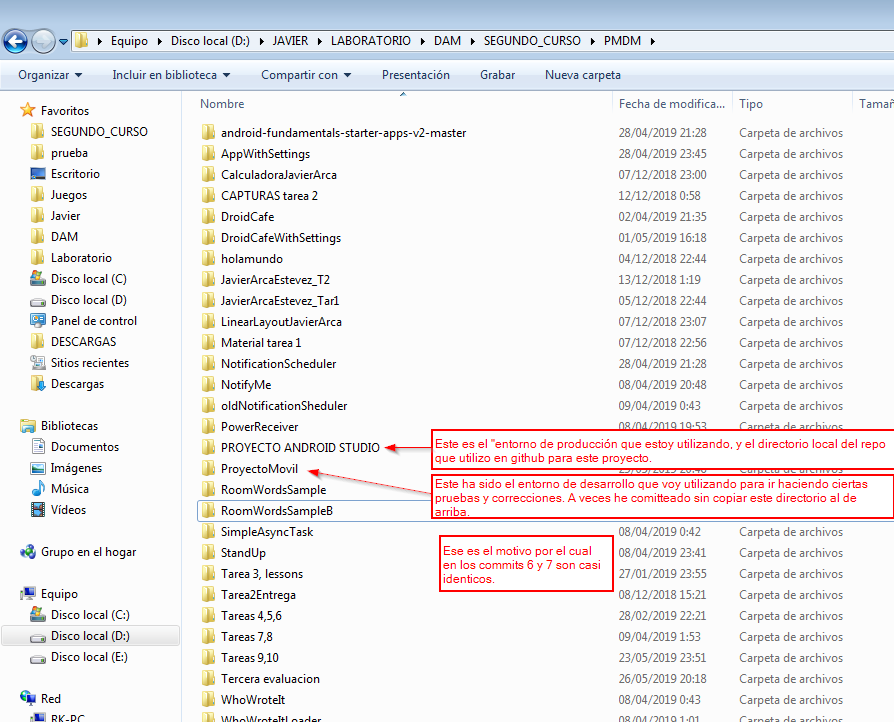 Equipo Disco local (D:) JAVIER LABORATORIO DAM SEGUNDO_CURSO PMDM
Organizar Incluir en biblioteca Compartir con Presentación Grabar Nueva carpeta
Favoritos
SEGUNDO_CURSO
prueba
Escritorio
Juegos
Javier
DAM
Laboratorio
Disco local (C)
Disco local (D)
Panel de control
DESCARGAS
Sitios recientes
Descargas
Bibliotecas
Documentos
Imágenes
Música
Vídeos
Grupo en el hogar
Equipo
Disco local (C:)
Disco local (D:)
Disco local (E:)
Red
RK-PC
Nombre Fecha de modifica... Tipo Tamañ
android-fundamentals-starter-apps-v2-master 28/04/2019 21:28 Carpeta de archivos
AppWithSettings 28/04/2019 23:45 Carpeta de archivos
CalculadoraJavierArca 07/12/2018 23:00 Carpeta de archivos
CAPTURAS tarea 2 12/12/2018 0:58 Carpeta de archivos
DroidCafe 02/04/2019 21:35 Carpeta de archivos
DroidCafeWithSettings 01/05/2019 16:18 Carpeta de archivos
holamundo 04/12/2018 22:44 Carpeta de archivos
JavierArcaEstevez_T2 13/12/2018 1:19 Carpeta de archivos
JavierArcaEstevez_Tar1 05/12/2018 22:44 Carpeta de archivos
LinearLayoutJavierArca 07/12/2018 23:07 Carpeta de archivos
Material tarea 1 07/12/2018 22:56 Carpeta de archivos
NotificationScheduler 28/04/2019 21:28 Carpeta de archivos
NotifyMe 08/04/2019 20:48 Carpeta de archivos
oldNotificationSheduler 09/04/2019 0:43 Carpeta de archivos
PowerReceiver 08/04/2019 19:53 Carpeta de archivos
PROYECTO ANDROID STUDIO
Este es el "entorno de producción que estoy utilizando, y el directorio local del repo
que utilizo en github para este proyecto.
ProyectoMovil
Este ha sido el entorno de desarrollo que voy utilizando para ir haciendo ciertas
pruebas y correcciones. A veces he comitteado sin copiar este directorio al de
arriba.
RoomWordsSample
RoomWordsSampleB
SimpleAsyncTask 08/04/2019 0:42 Carpeta de archivos
Ese es el motivo por el cual
en los commits 6 y 7 son casi
identicos.
StandUp 08/04/2019 23:41 Carpeta de archivos
Tarea 3, lessons 27/01/2019 23:55 Carpeta de archivos
Tarea2Entrega 08/12/2018 15:21 Carpeta de archivos
Tareas 4,5,6 28/02/2019 22:21 Carpeta de archivos
Tareas 7,8 09/04/2019 1:53 Carpeta de archivos
Tareas 9,10 23/05/2019 23:51 Carpeta de archivos
Tercera evaluacion 26/05/2019 20:18 Carpeta de archivos
WhoWroteIt 08/04/2019 0:43 Carpeta de archivos
WhoWroteItLoader 08/04/2019 1:01 Carpeta de archivos